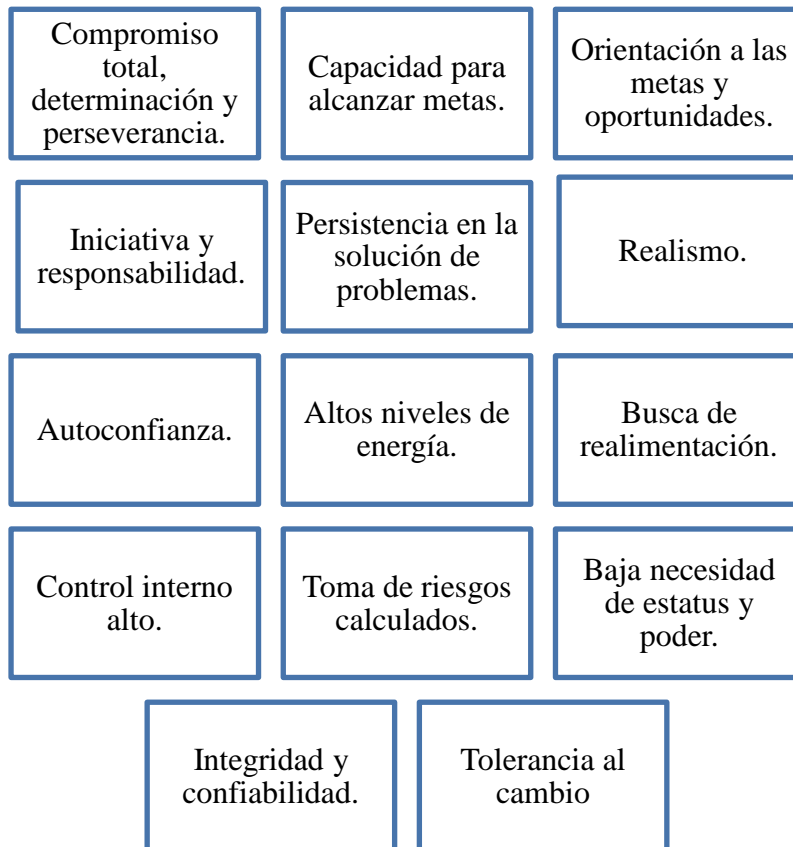 Compromiso
total,
determinación y
perseverancia.
Capacidad para
alcanzar metas.
Orientación a las
metas y
oportunidades.
Iniciativa y
responsabilidad.
Persistencia en la
solución de
problemas.
Realismo.
Autoconfianza.
Altos niveles de
energía.
Busca de
realimentación.
Control interno
alto.
Toma de riesgos
calculados.
Baja necesidad
de estatus y
poder.
Integridad y
confiabilidad.
Tolerancia al
cambio